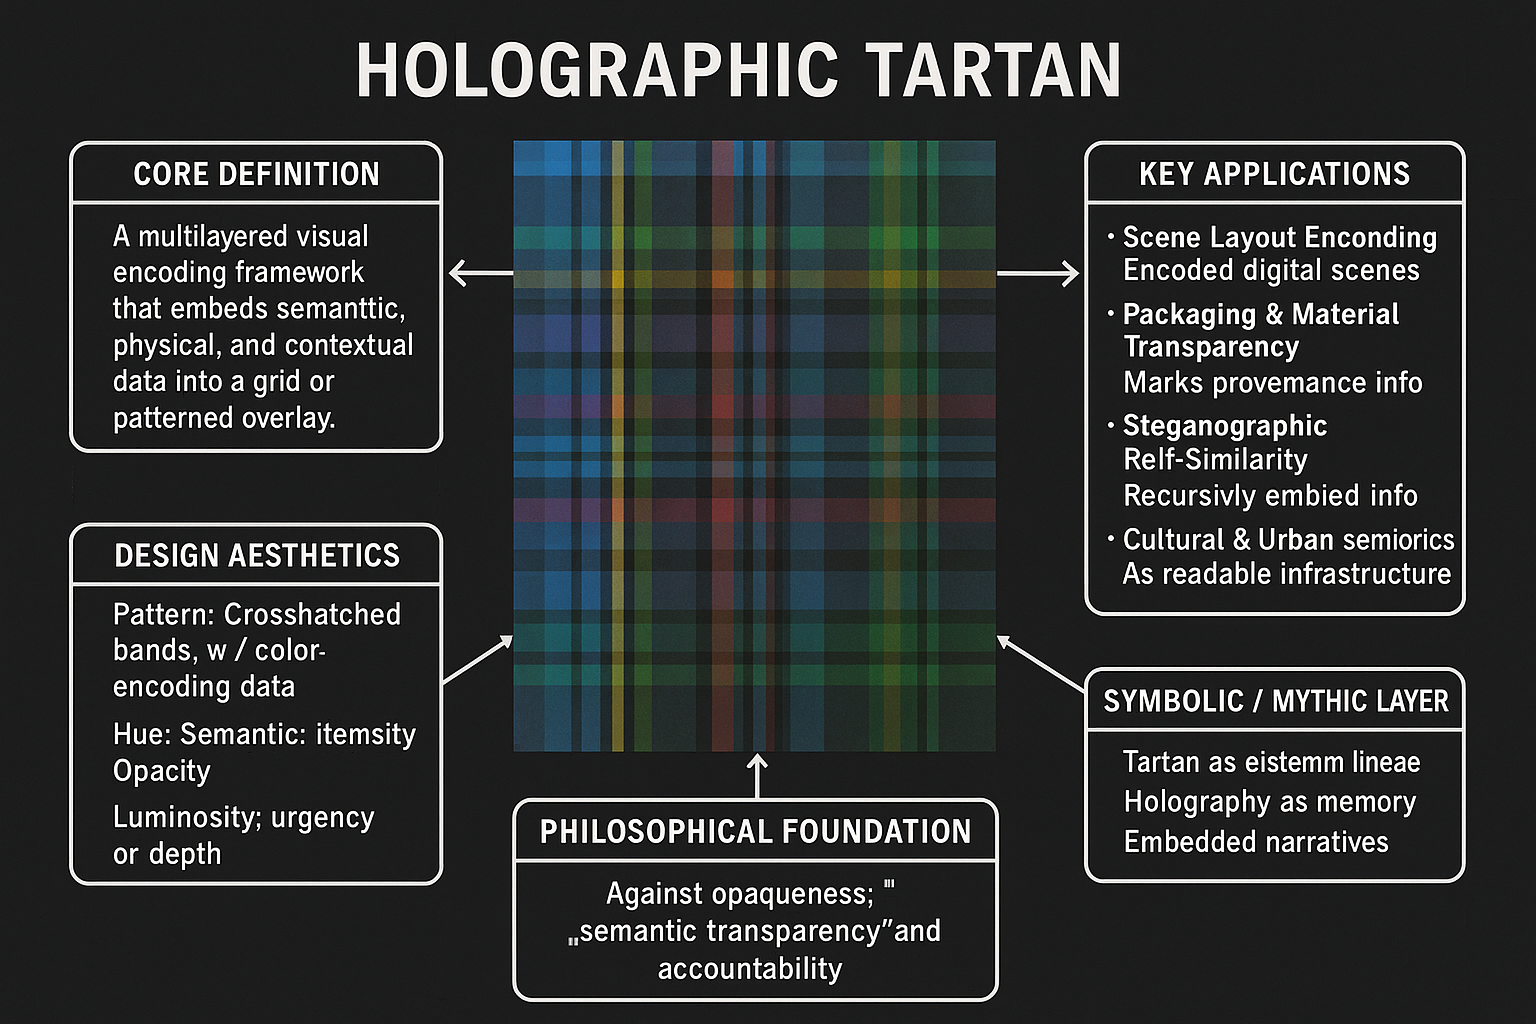 HOLOGRAPHIC TARTAN
CORE DEFINITION
A multilayered visual
encoding framework
that embeds semanttic,
physical, and contextual
data into a grid or
patterned overlay.
DESIGN AESTHETICS
Pattern: Crosshatched
bands, w / color-
encoding data
Hue: Semantic: itemsity
Opacity
Luminosity; urgency
or depth
PHILOSOPHICAL FOUNDATION
Against opaqueness; "'
„semantic transparency”and
accountability
KEY APPLICATIONS
• Scene Layout Enconding
Encoded digital scenes
• Packaging & Material
Transparency
Marks provemance info
• Steganographic
Relf-Similarity
Recursivly embied info
• Cultural & Urban semiorics
As readable infrastructure
SYMBOLIC / MYTHIC LAYER
Tartan as eistemm lineae
Holography as memory
Embedded narratives